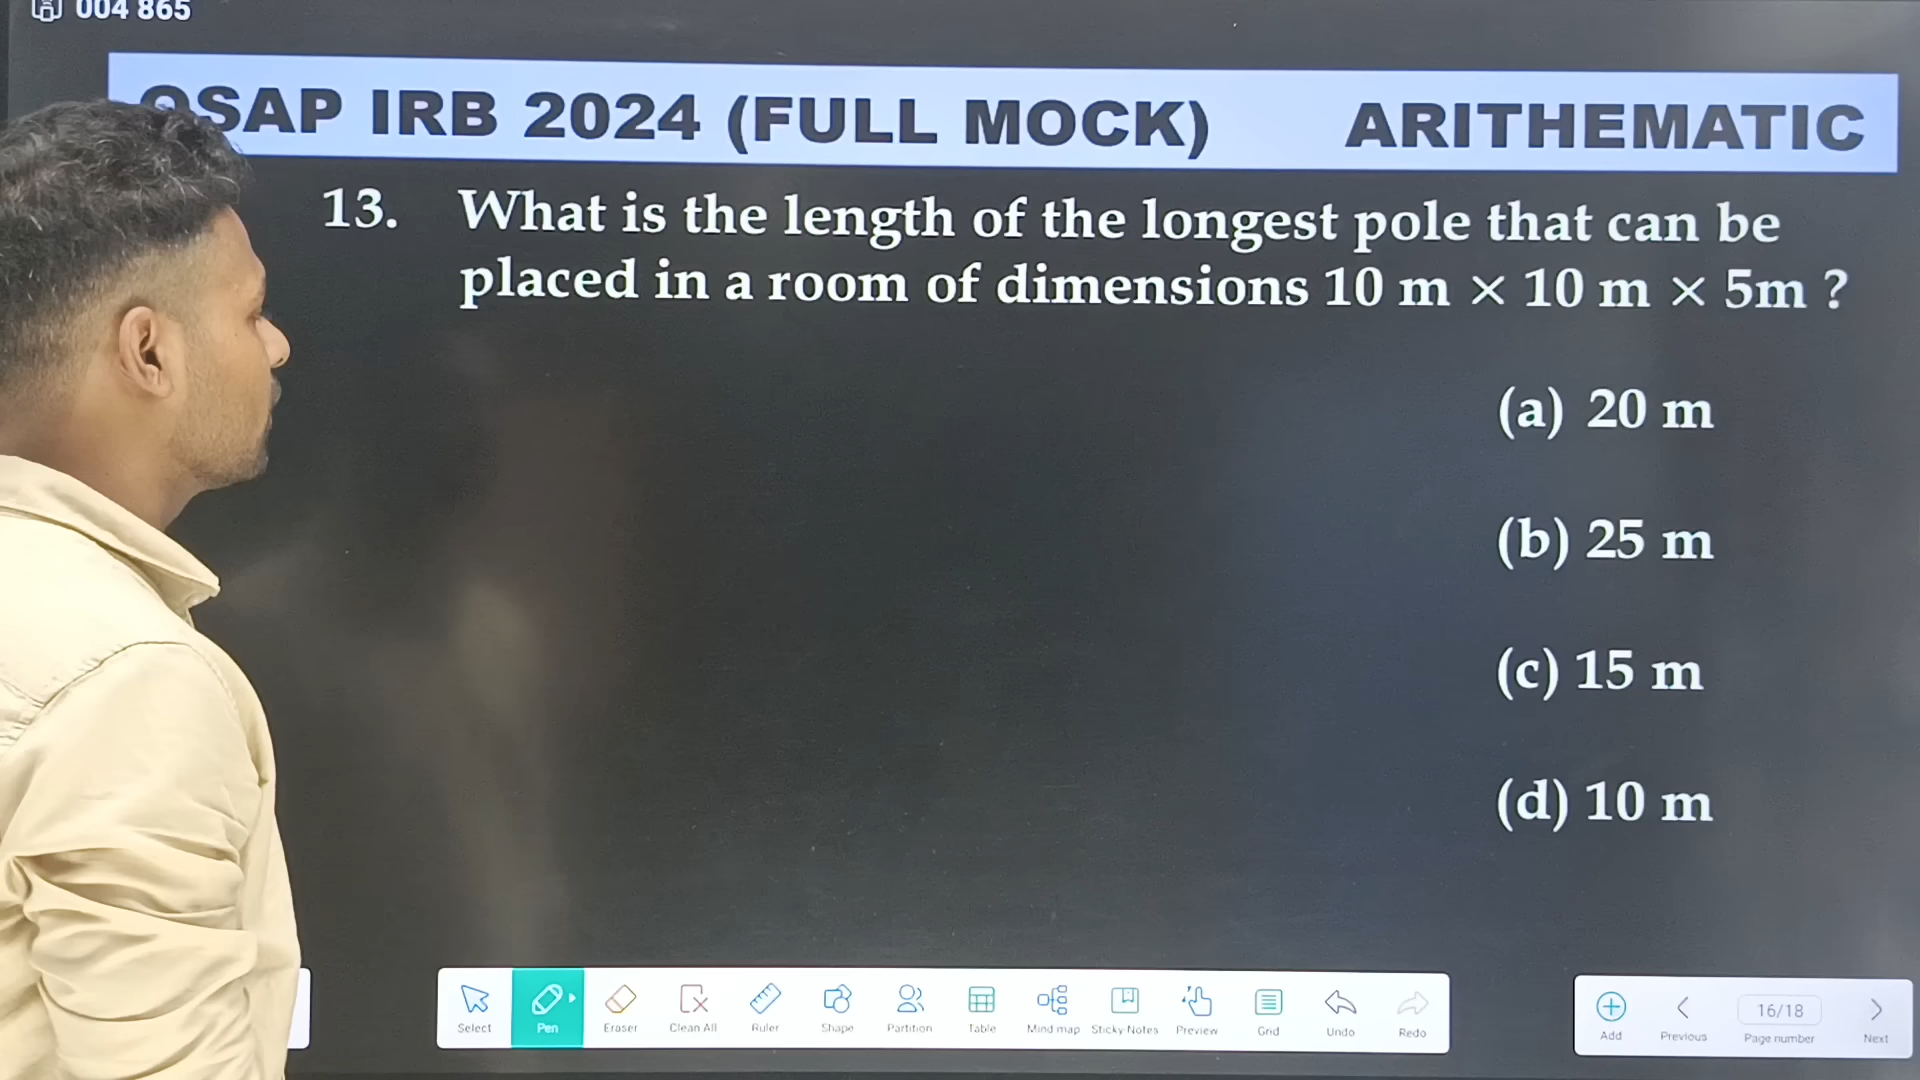 004 865
OSAP IRB 2024 (FULL MOCK) ARITHEMATIC
13. What is the length of the longest pole that can be
placed in a room of dimensions 10 m × 10 m × 5m ?
(a) 20 m
(b) 25 m
(c) 15 m
(d) 10 m
Select Pen Eraser Clean All Ruler Shape Partition Table Mind map Sticky Notes Preview Grid Undo Redo
16/18
Add Previous Page number Next